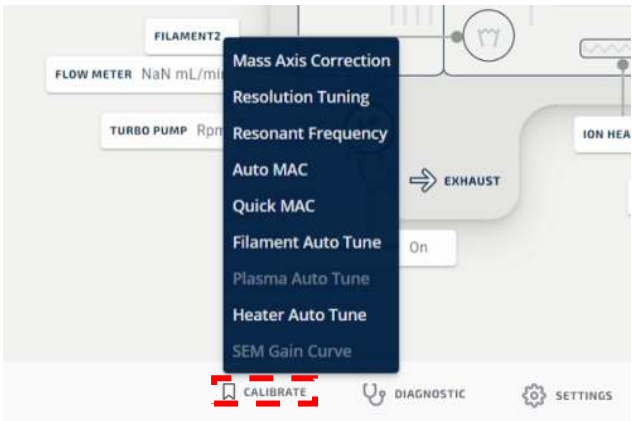 FILAMENT2
FLOW METER NaN mL/min
TURBO PUMP Rpm
Mass Axis Correction
Resolution Tuning
Resonant Frequency
Auto MAC
Quick MAC
Filament Auto Tune
Plasma Auto Tune
Heater Auto Tune
SEM Gain Curve
EXHAUST
On
ION HEA
CALIBRATE
DIAGNOSTIC
SETTINGS